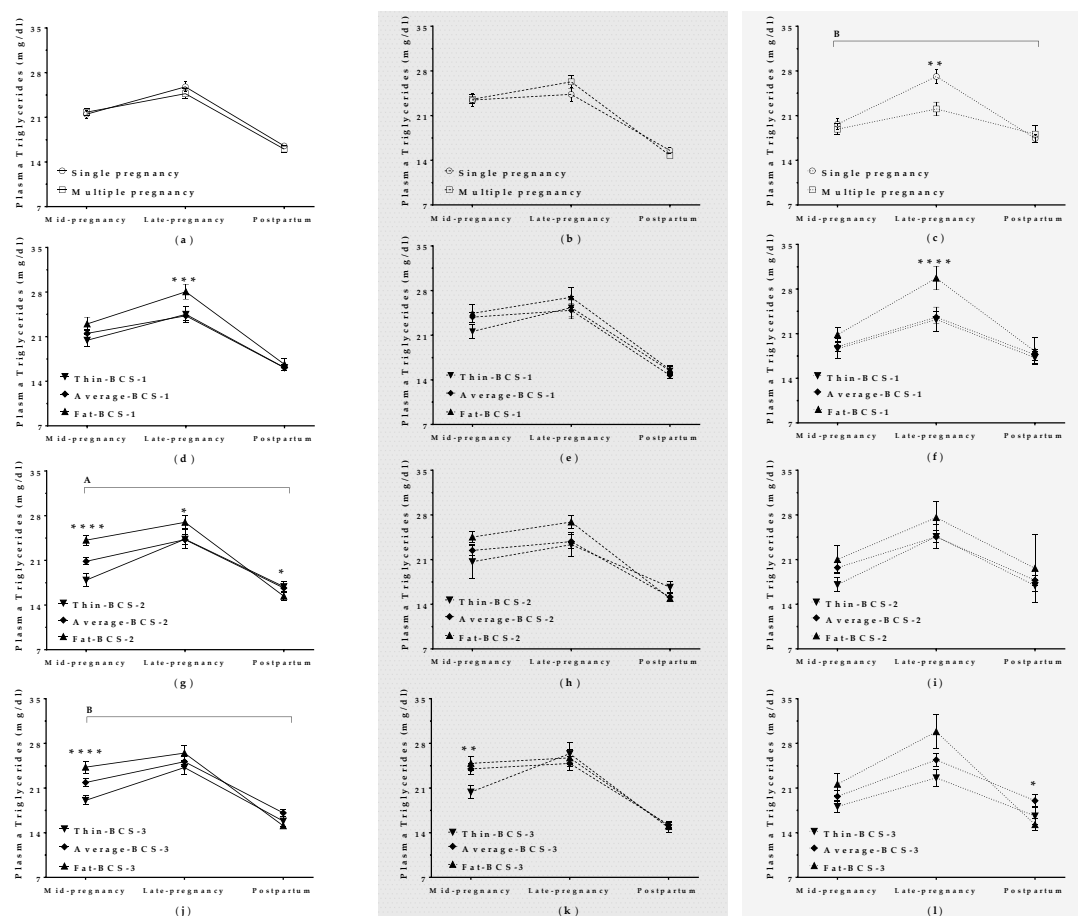 Plasma Triglycerides (mg/dl)
35
28
21
14
7
Single pregnancy
Multiple pregnancy
Mid-pregnancy Late-pregnancy Postpartum
(a)
Plasma Triglycerides (mg/dl)
35
28
21
14
7
Single pregnancy
Multiple pregnancy
Mid-pregnancy Late-pregnancy Postpartum
(b)
Plasma Triglycerides (mg/dl)
35
28
21
14
7
B
**
Single pregnancy
Multiple pregnancy
Mid-pregnancy Late-pregnancy Postpartum
(c)
Plasma Triglycerides (mg/dl)
35
28
21
14
7
***
Thin-BCS-1
Average-BCS-1
Fat-BCS-1
Mid-pregnancy Late-pregnancy Postpartum
(d)
Plasma Triglycerides (mg/dl)
35
28
21
14
7
Thin-BCS-1
Average-BCS-1
Fat-BCS-1
Mid-pregnancy Late-pregnancy Postpartum
(e)
Plasma Triglycerides (mg/dl)
35
28
21
14
7
****
Thin-BCS-1
Average-BCS-1
Fat-BCS-1
Mid-pregnancy Late-pregnancy Postpartum
(f)
Plasma Triglycerides (mg/dl)
35
28
21
14
7
A
****
*
*
Thin-BCS-2
Average-BCS-2
Fat-BCS-2
Mid-pregnancy Late-pregnancy Postpartum
(g)
Plasma Triglycerides (mg/dl)
35
28
21
14
7
Thin-BCS-2
Average-BCS-2
Fat-BCS-2
Mid-pregnancy Late-pregnancy Postpartum
(h)
Plasma Triglycerides (mg/dl)
35
28
21
14
7
Thin-BCS-2
Average-BCS-2
Fat-BCS-2
Mid-pregnancy Late-pregnancy Postpartum
(i)
Plasma Triglycerides (mg/dl)
35
28
21
14
7
B
****
Thin-BCS-3
Average-BCS-3
Fat-BCS-3
Mid-pregnancy Late-pregnancy Postpartum
(j)
Plasma Triglycerides (mg/dl)
35
28
21
14
7
**
Thin-BCS-3
Average-BCS-3
Fat-BCS-3
Mid-pregnancy Late-pregnancy Postpartum
(k)
Plasma Triglycerides (mg/dl)
35
28
21
14
7
*
Thin-BCS-3
Average-BCS-3
Fat-BCS-3
Mid-pregnancy Late-pregnancy Postpartum
(l)